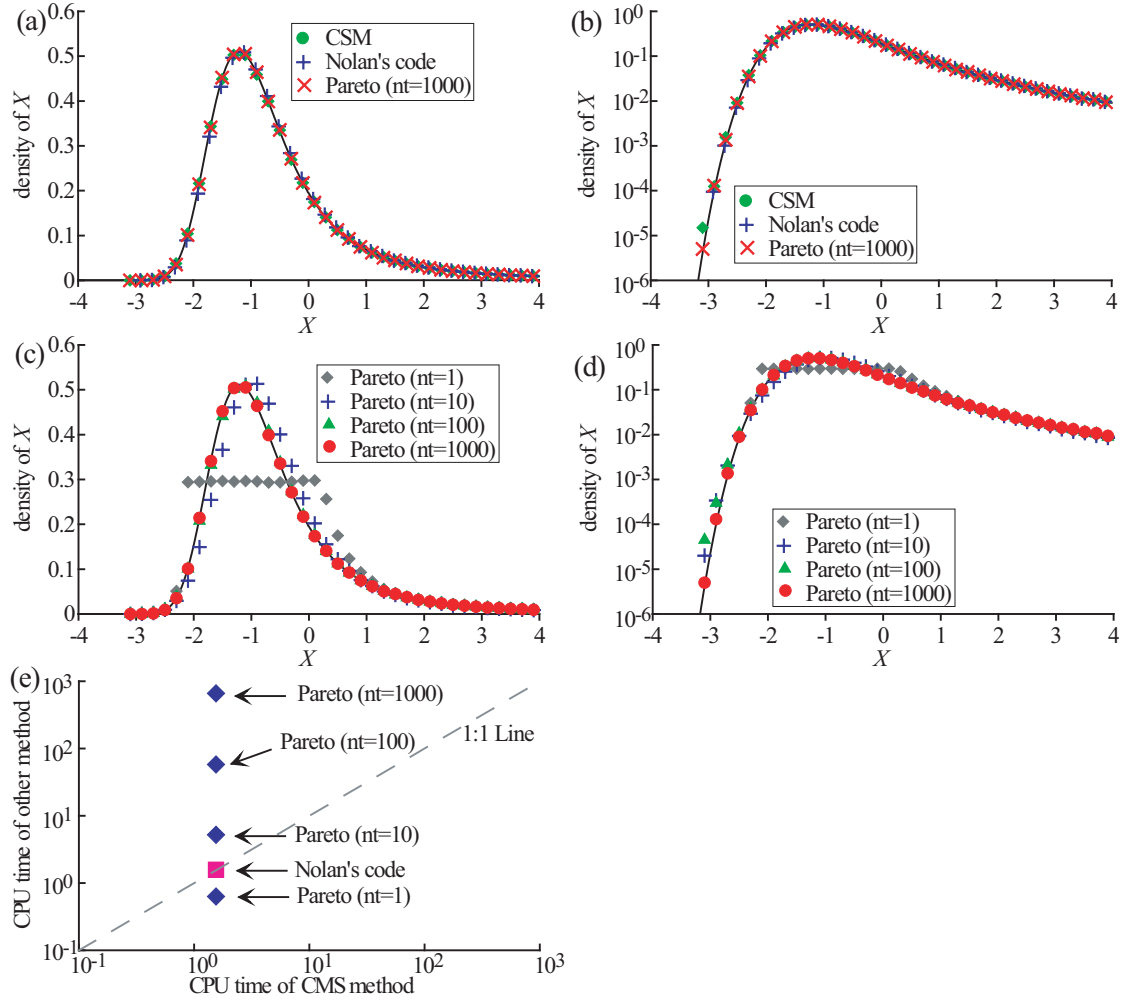 (a)
0.6
0.5
0.4
0.3
0.2
0.1
0
density of X
CSM
Nolan's code
Pareto (nt=1000)
-4 -3 -2 -1 0 1 2 3 4
X
(b)
10^0
10^-1
10^-2
10^-3
10^-4
10^-5
10^-6
density of X
CSM
Nolan's code
Pareto (nt=1000)
-4 -3 -2 -1 0 1 2 3 4
X
(c)
0.6
0.5
0.4
0.3
0.2
0.1
0
density of X
Pareto (nt=1)
Pareto (nt=10)
Pareto (nt=100)
Pareto (nt=1000)
-4 -3 -2 -1 0 1 2 3 4
X
(d)
10^0
10^-1
10^-2
10^-3
10^-4
10^-5
10^-6
density of X
Pareto (nt=1)
Pareto (nt=10)
Pareto (nt=100)
Pareto (nt=1000)
-4 -3 -2 -1 0 1 2 3 4
X
(e)
10^3
10^2
10^1
10^0
10^-1
CPU time of other method
Pareto (nt=1000)
1:1 Line
Pareto (nt=100)
Pareto (nt=10)
Nolan's code
Pareto (nt=1)
10^-1 10^0 10^1 10^2 10^3
CPU time of CMS method